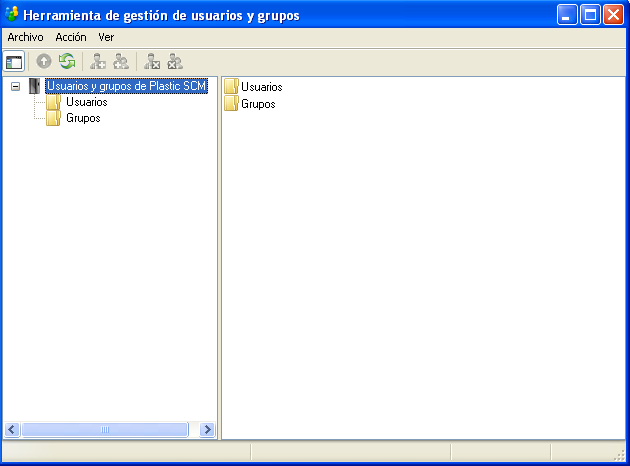 Herramienta de gestión de usuarios y grupos
Archivo Acción Ver
Usuarios y grupos de Plastic SCM
Usuarios
Grupos
Usuarios
Grupos